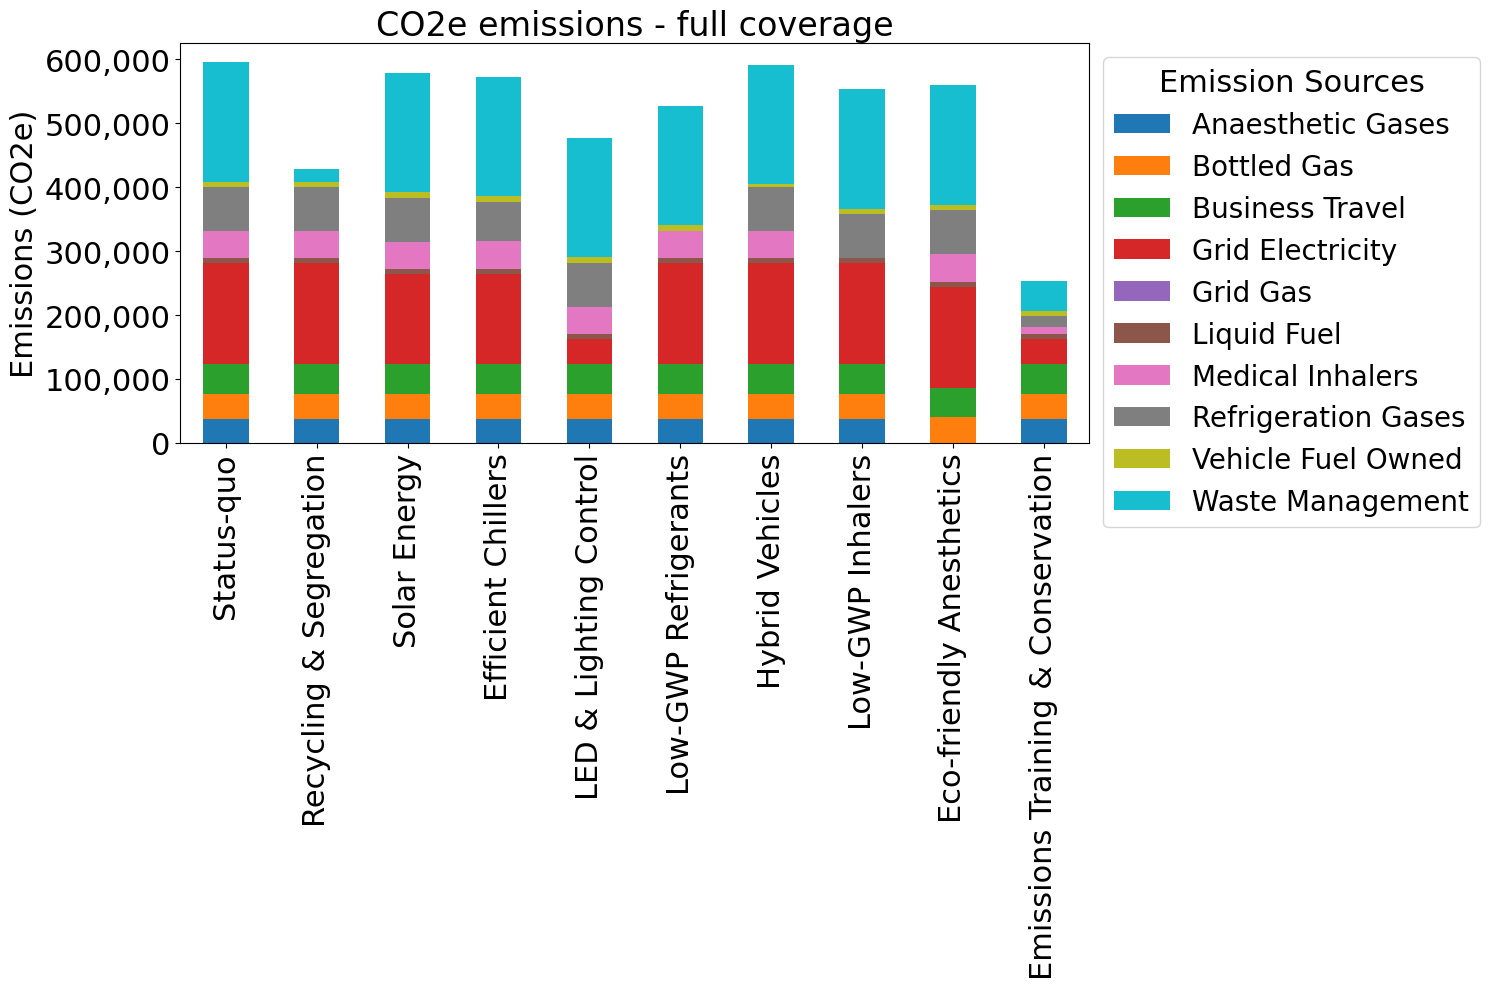 CO2e emissions - full coverage
Emissions (CO2e)
600,000
500,000
400,000
300,000
200,000
100,000
0
Status-quo
Recycling & Segregation
Solar Energy
Efficient Chillers
LED & Lighting Control
Low-GWP Refrigerants
Hybrid Vehicles
Low-GWP Inhalers
Eco-friendly Anesthetics
Emissions Training & Conservation
Emission Sources
Anaesthetic Gases
Bottled Gas
Business Travel
Grid Electricity
Grid Gas
Liquid Fuel
Medical Inhalers
Refrigeration Gases
Vehicle Fuel Owned
Waste Management